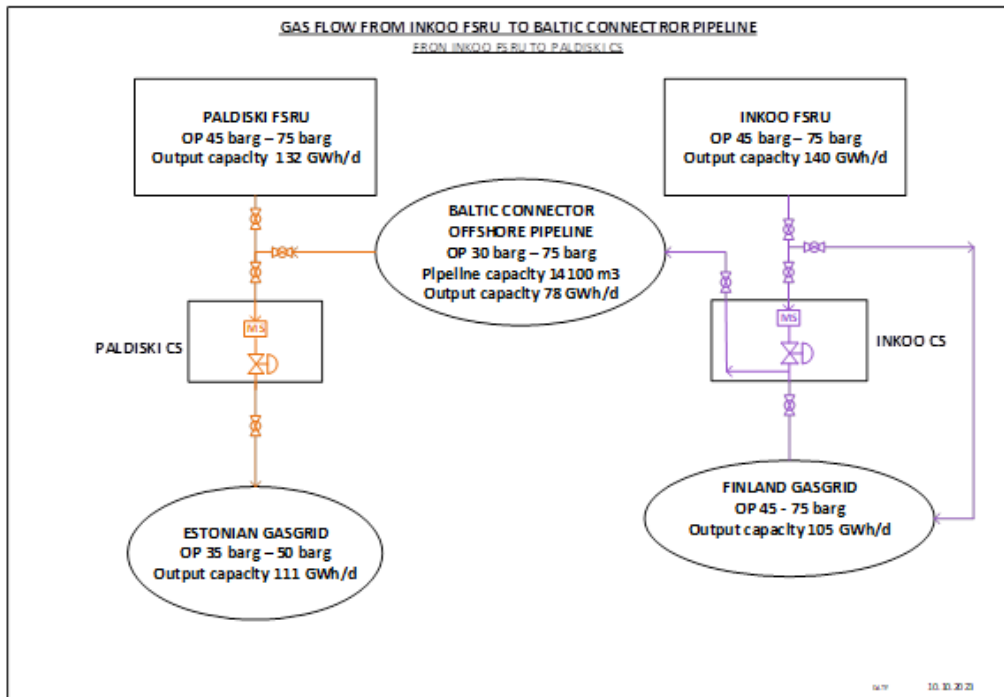 GAS FLOW FROM INKOO FSRU TO BALTIC CONNECTROR PIPELINE
FRON INKOO FSRU TO PALDISKI CS
PALDISKI FSRU
OP 45 barg – 75 barg
Output capacity 132 GWh/d
INKOO FSRU
OP 45 barg – 75 barg
Output capacity 140 GWh/d
BALTIC CONNECTOR
OFFSHORE PIPELINE
OP 30 barg – 75 barg
Pipeline capacity 14100 m3
Output capacity 78 GWh/d
MS
PALDISKI CS
MS
INKOO CS
ESTONIAN GASGRID
OP 35 barg – 50 barg
Output capacity 111 GWh/d
FINLAND GASGRID
OP 45 - 75 barg
Output capacity 105 GWh/d
DATE 10.10.2023